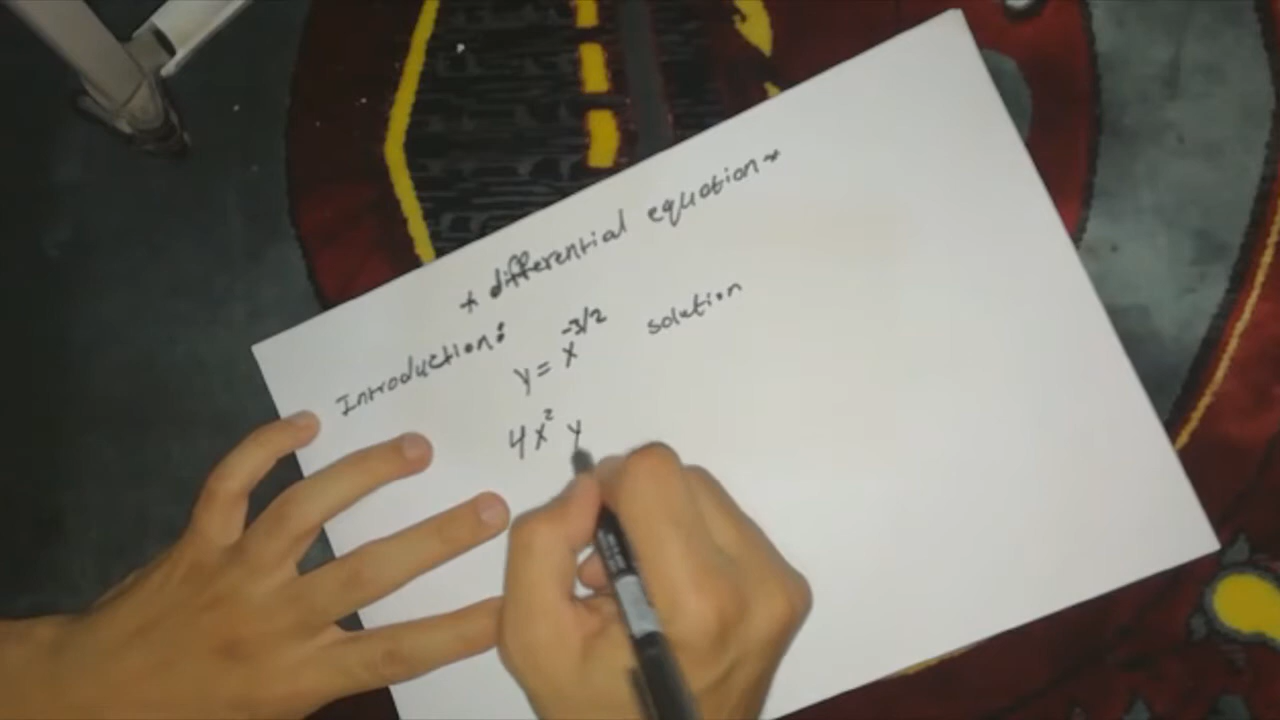 * differential equation *
Introduction:
y = x^-3/2 solution
4x² y